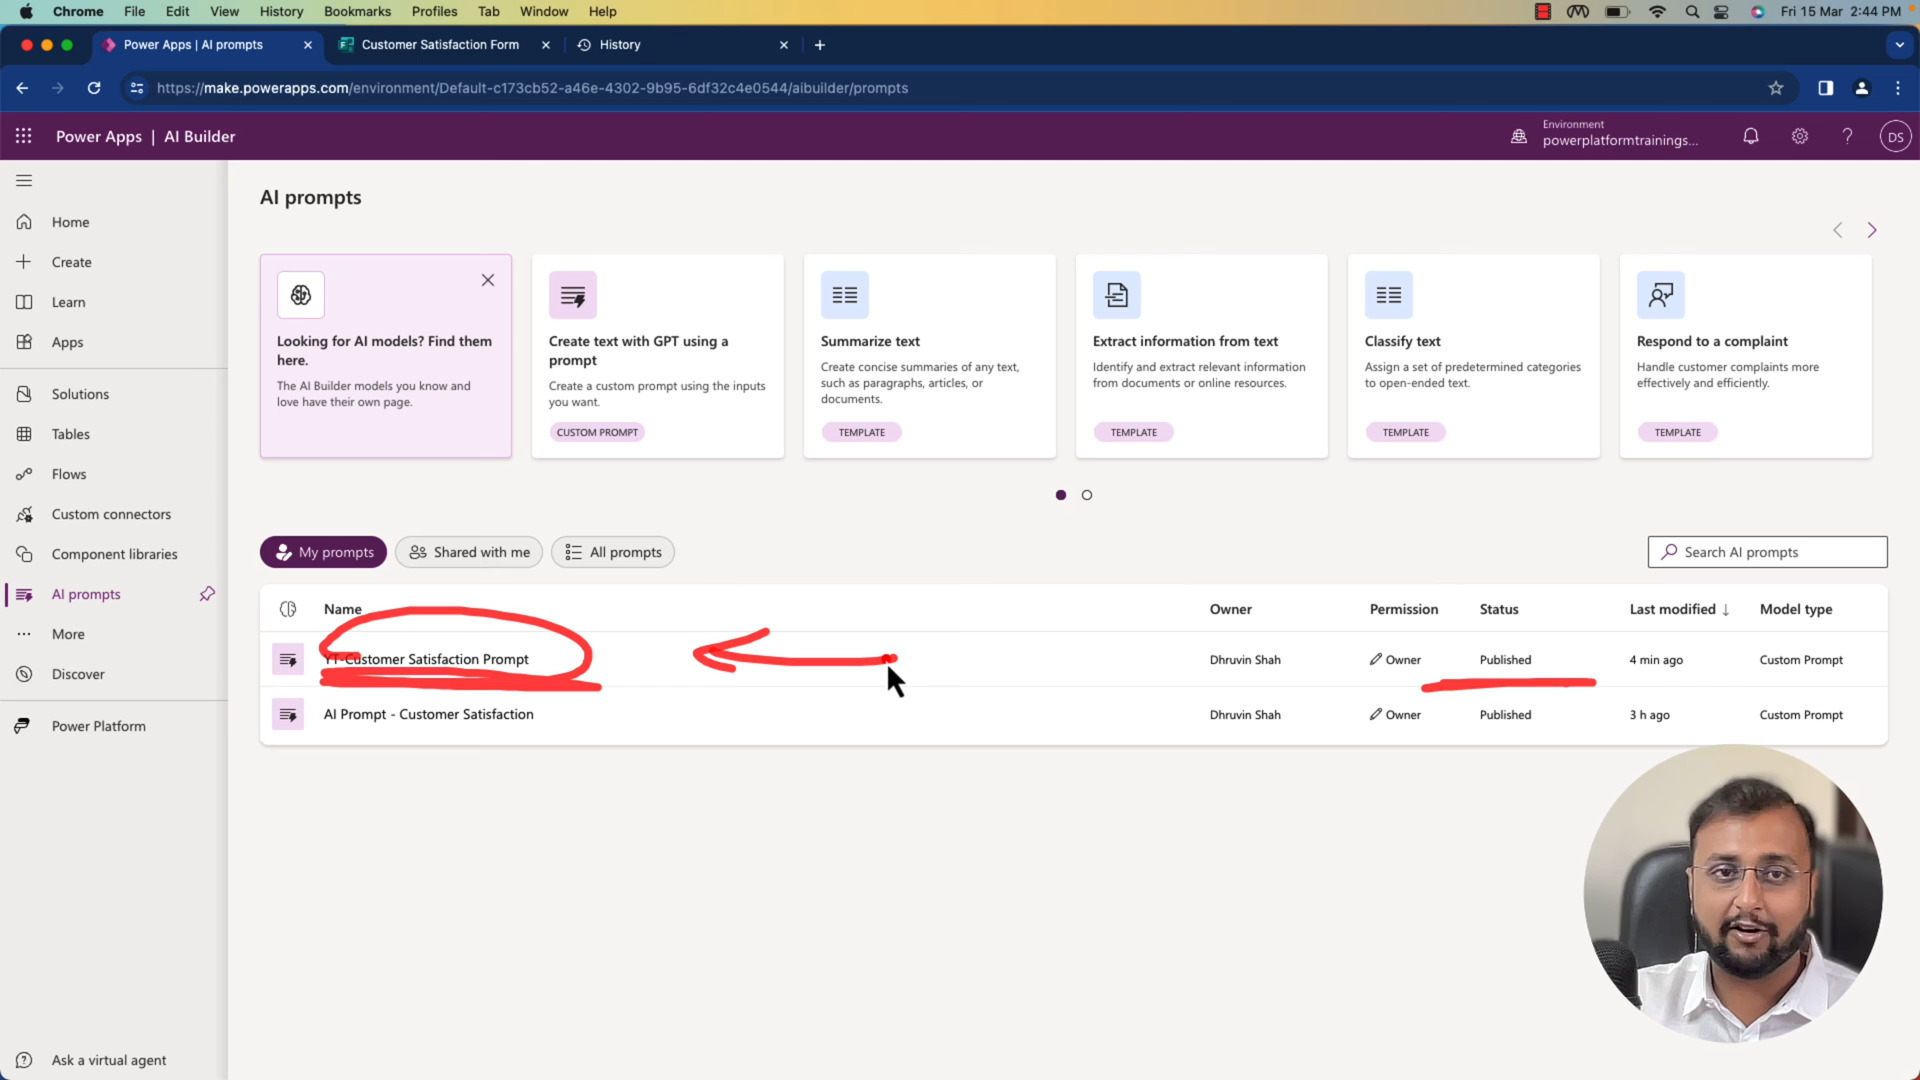 Chrome File Edit View History Bookmarks Profiles Tab Window Help Fri 15 Mar 2:44 PM
Power Apps | AI prompts Customer Satisfaction Form History
https://make.powerapps.com/environment/Default-c173cb52-a46e-4302-9b95-6df32c4e0544/aibuilder/prompts
Power Apps | AI Builder
Environment
powerplatformtrainings...
DS
Home
Create
Learn
Apps
Solutions
Tables
Flows
Custom connectors
Component libraries
AI prompts
More
Discover
Power Platform
Ask a virtual agent
AI prompts
Looking for AI models? Find them
here.
The AI Builder models you know and
love have their own page.
Create text with GPT using a
prompt
Create a custom prompt using the inputs
you want.
CUSTOM PROMPT
Summarize text
Create concise summaries of any text,
such as paragraphs, articles, or
documents.
TEMPLATE
Extract information from text
Identify and extract relevant information
from documents or online resources.
TEMPLATE
Classify text
Assign a set of predetermined categories
to open-ended text.
TEMPLATE
Respond to a complaint
Handle customer complaints more
effectively and efficiently.
TEMPLATE
My prompts Shared with me All prompts Search AI prompts
Name Owner Permission Status Last modified ↓ Model type
YT-Customer Satisfaction Prompt Dhruvin Shah Owner Published 4 min ago Custom Prompt
AI Prompt - Customer Satisfaction Dhruvin Shah Owner Published 3 h ago Custom Prompt